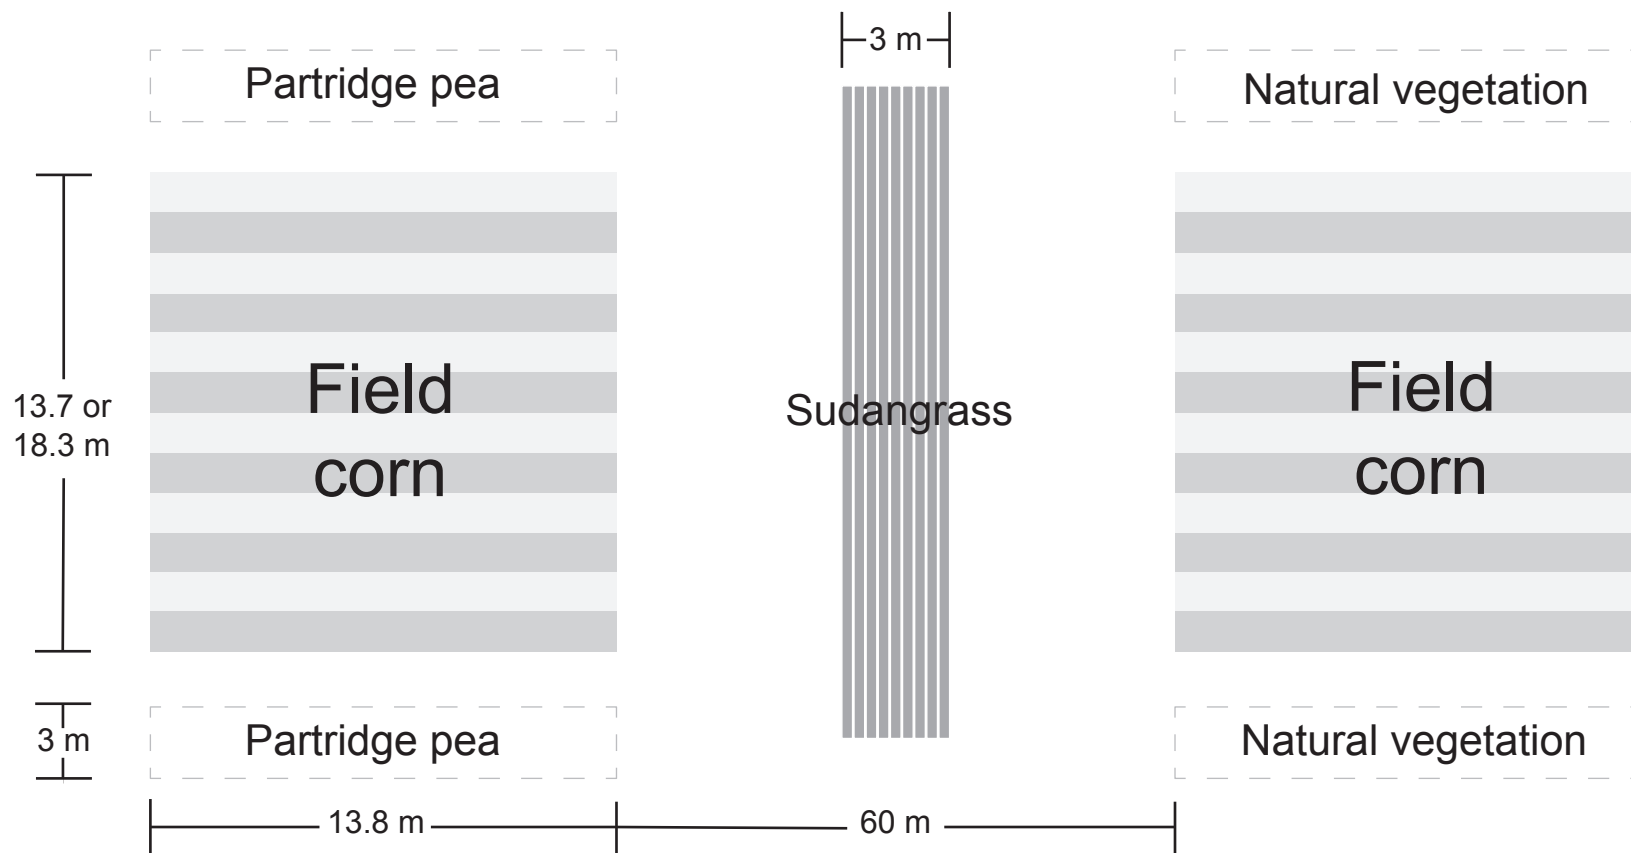 3 m
Partridge pea
Natural vegetation
Field
corn
13.7 or
18.3 m
Sudangrass
Field
corn
3 m
Partridge pea
Natural vegetation
13.8 m
60 m